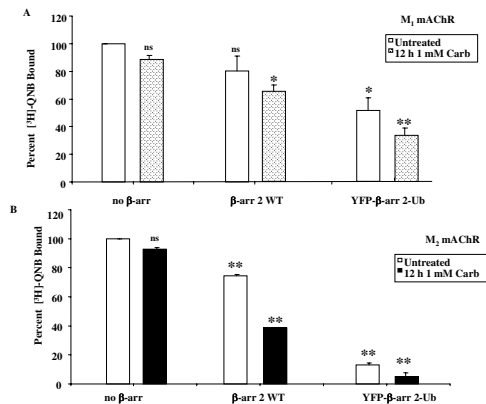 A
M₁ mAChR
Untreated
12 h 1 mM Carb
Percent [³H]-QNB Bound
120
100
80
60
40
20
0
ns
ns
*
*
**
no β-arr
β-arr 2 WT
YFP-β-arr 2-Ub
B
M₂ mAChR
Untreated
12 h 1 mM Carb
Percent [³H]-QNB Bound
120
100
80
60
40
20
0
ns
**
**
**
**
no β-arr
β-arr 2 WT
YFP-β-arr 2-Ub